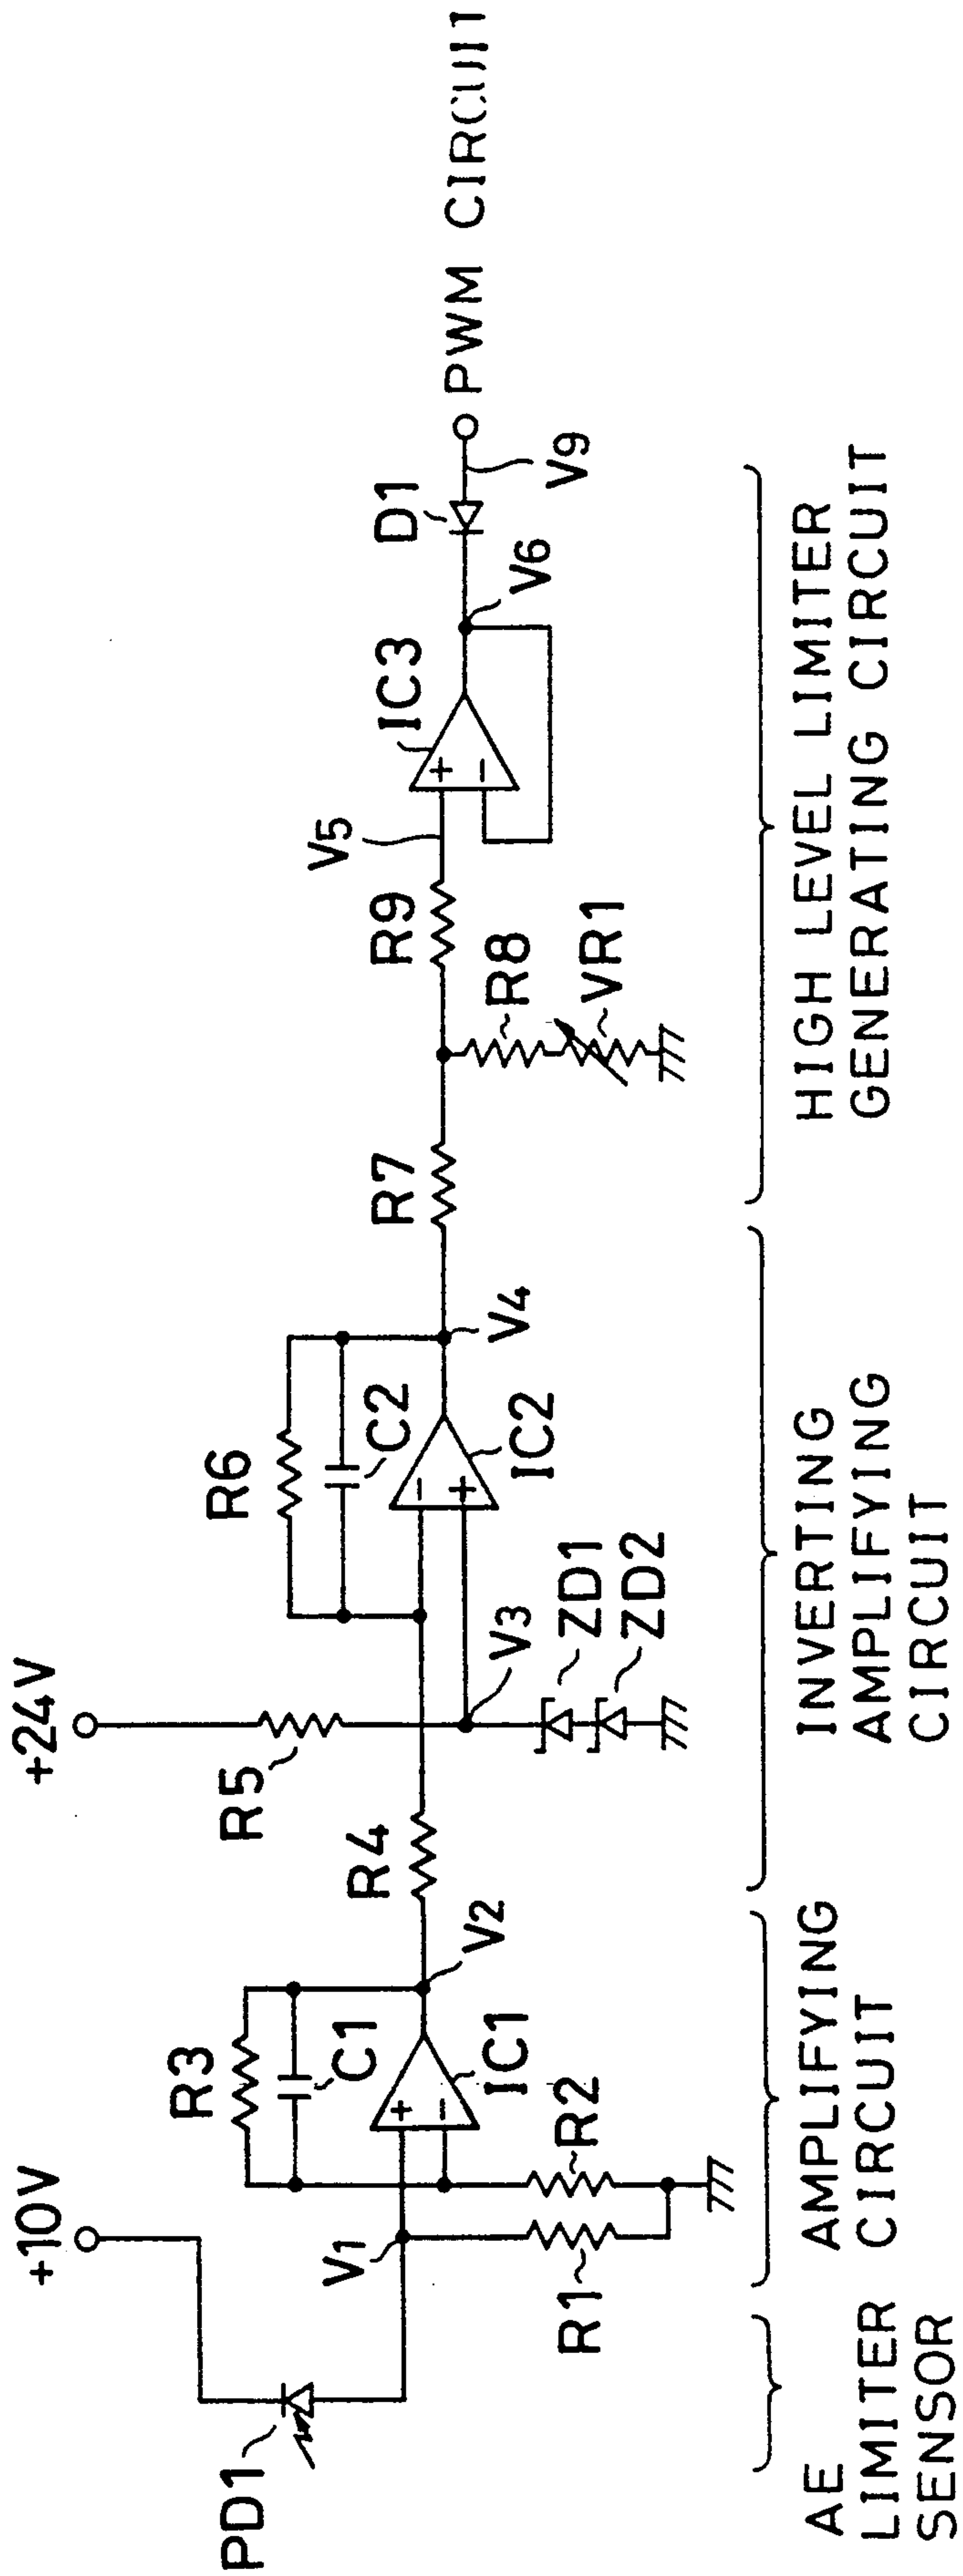 +10V
+24V
PD1
V1
R1
R2
R3
C1
IC1
+
−
V2
R4
R5
V3
ZD1
ZD2
R6
C2
IC2
−
+
V4
R7
R8
VR1
R9
V5
IC3
+
−
V6
D1
V9
PWM CIRCUIT
AE
LIMITER
SENSOR
AMPLIFYING
CIRCUIT
INVERTING
AMPLIFYING
CIRCUIT
HIGH LEVEL LIMITER
GENERATING CIRCUIT